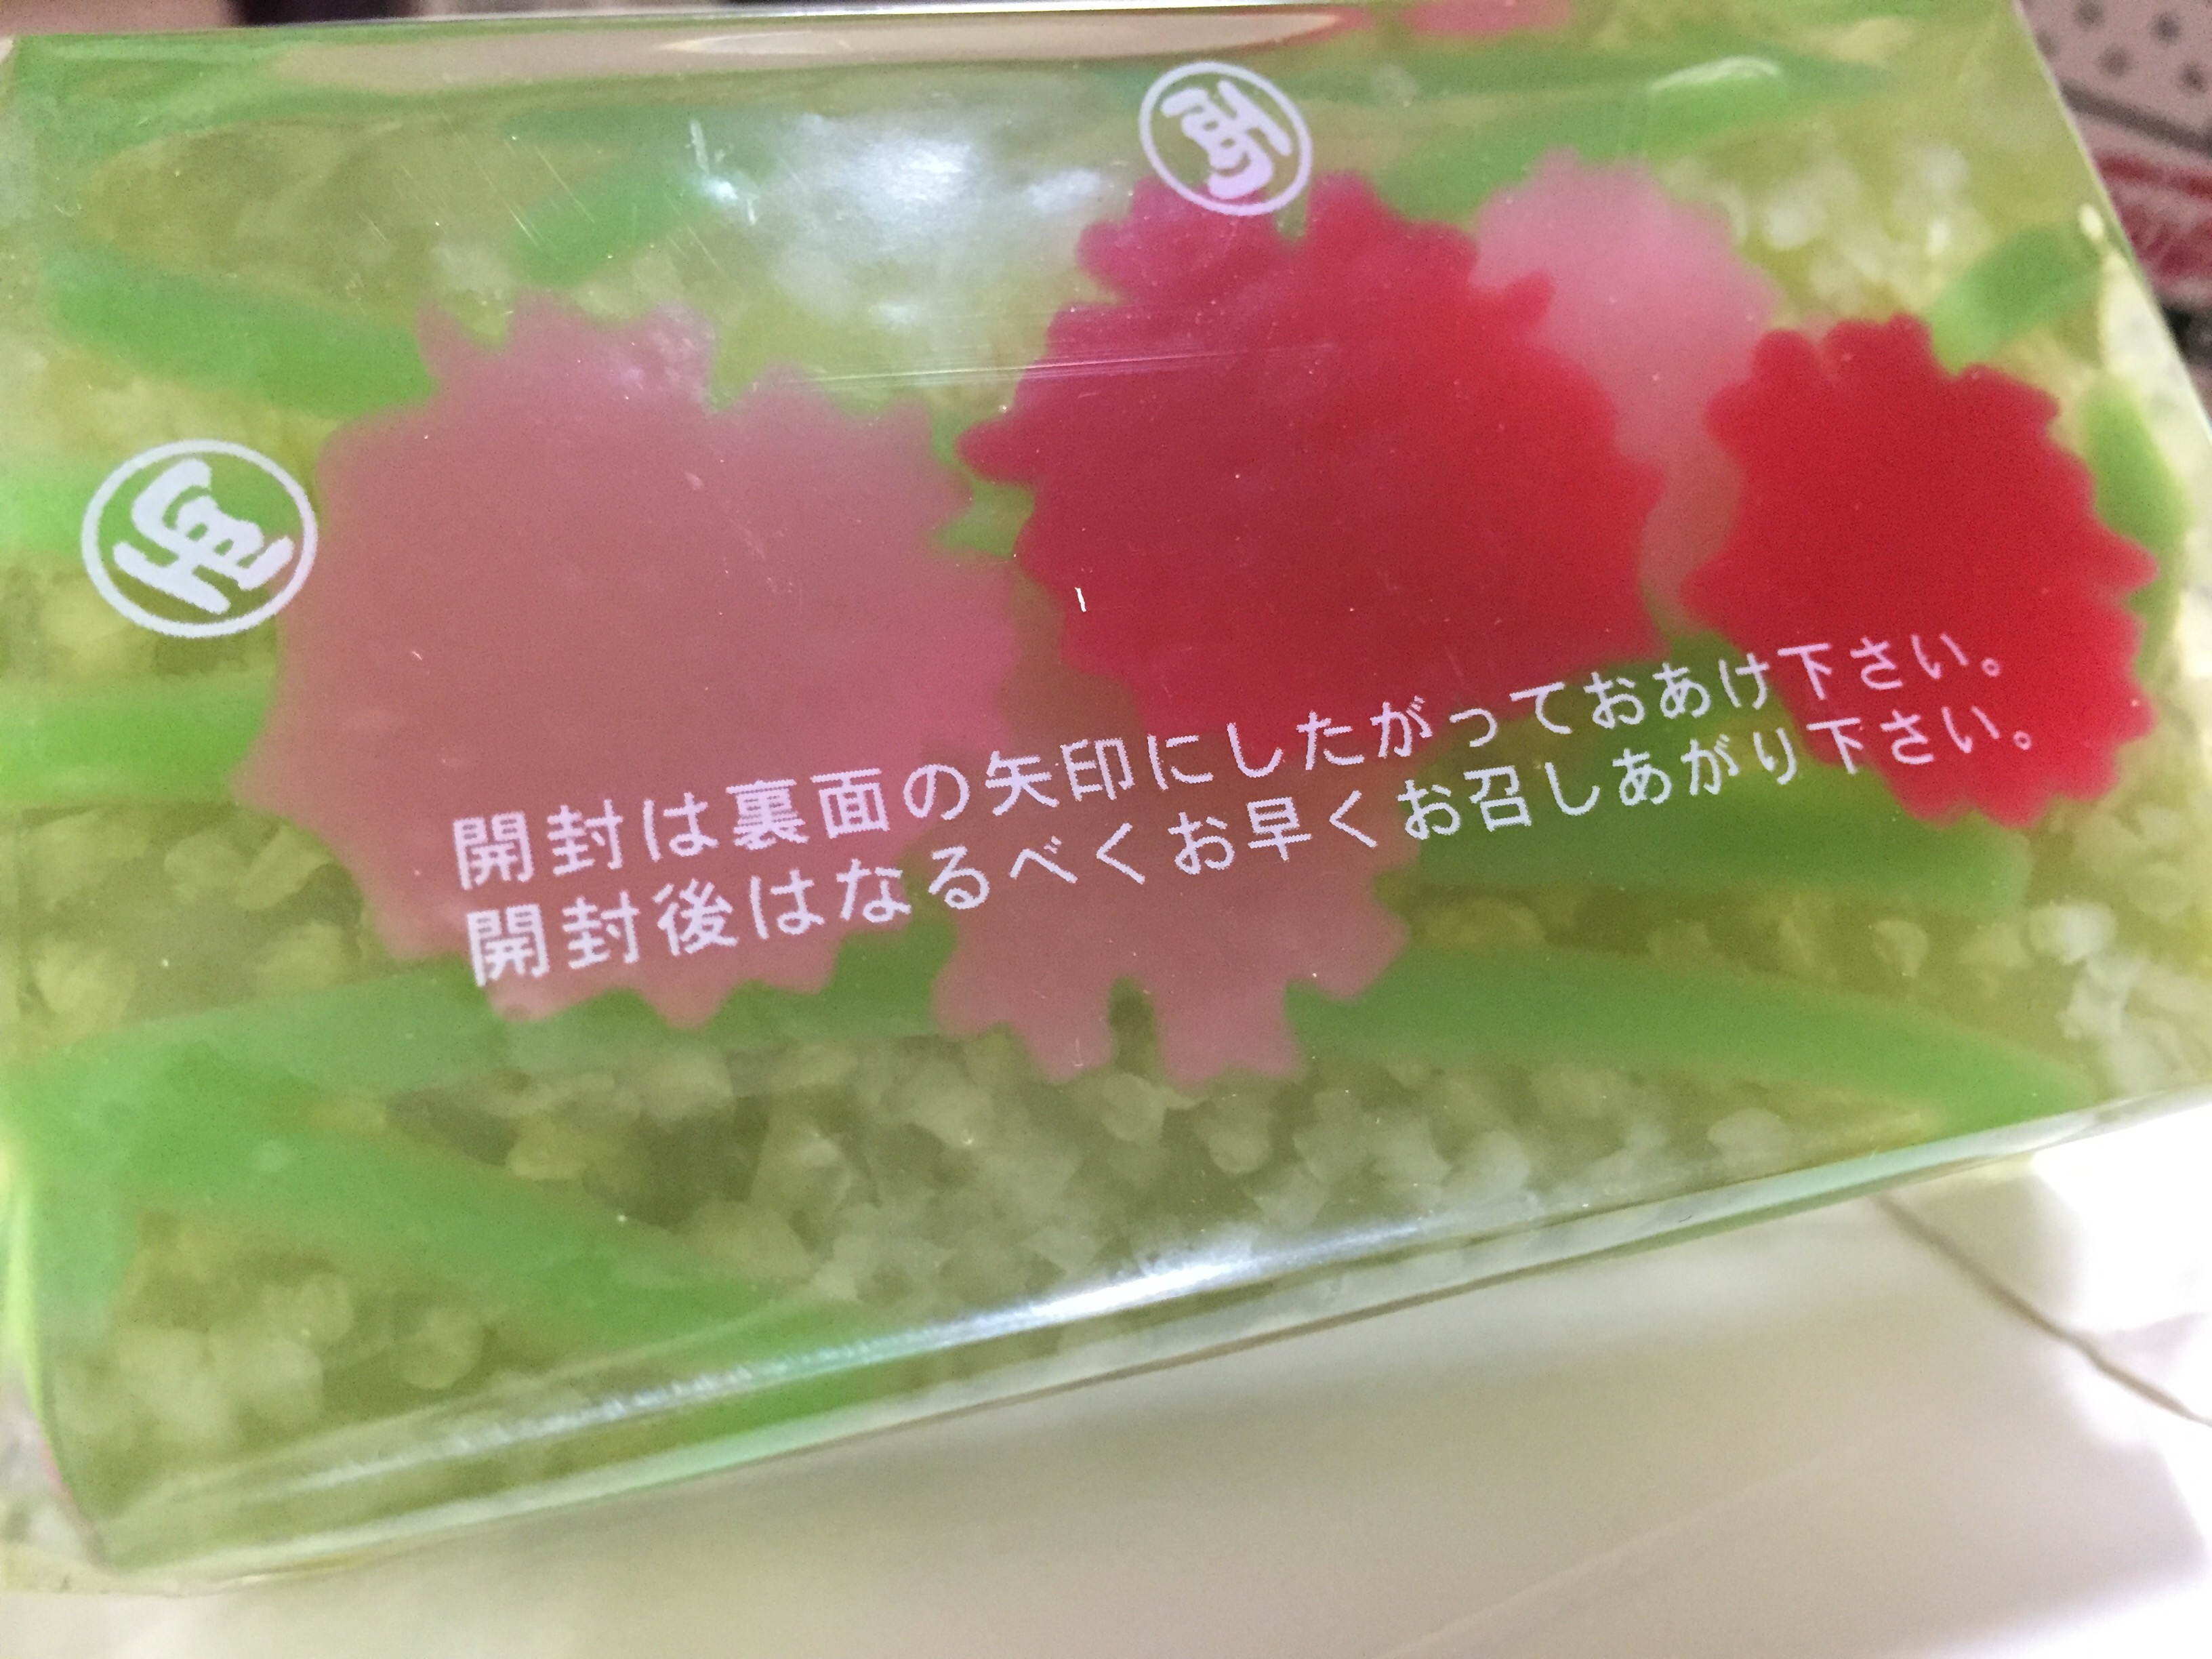 開封は裏面の矢印にしたがっておあけ下さい。
開封後はなるべくお早くお召しあがり下さい。